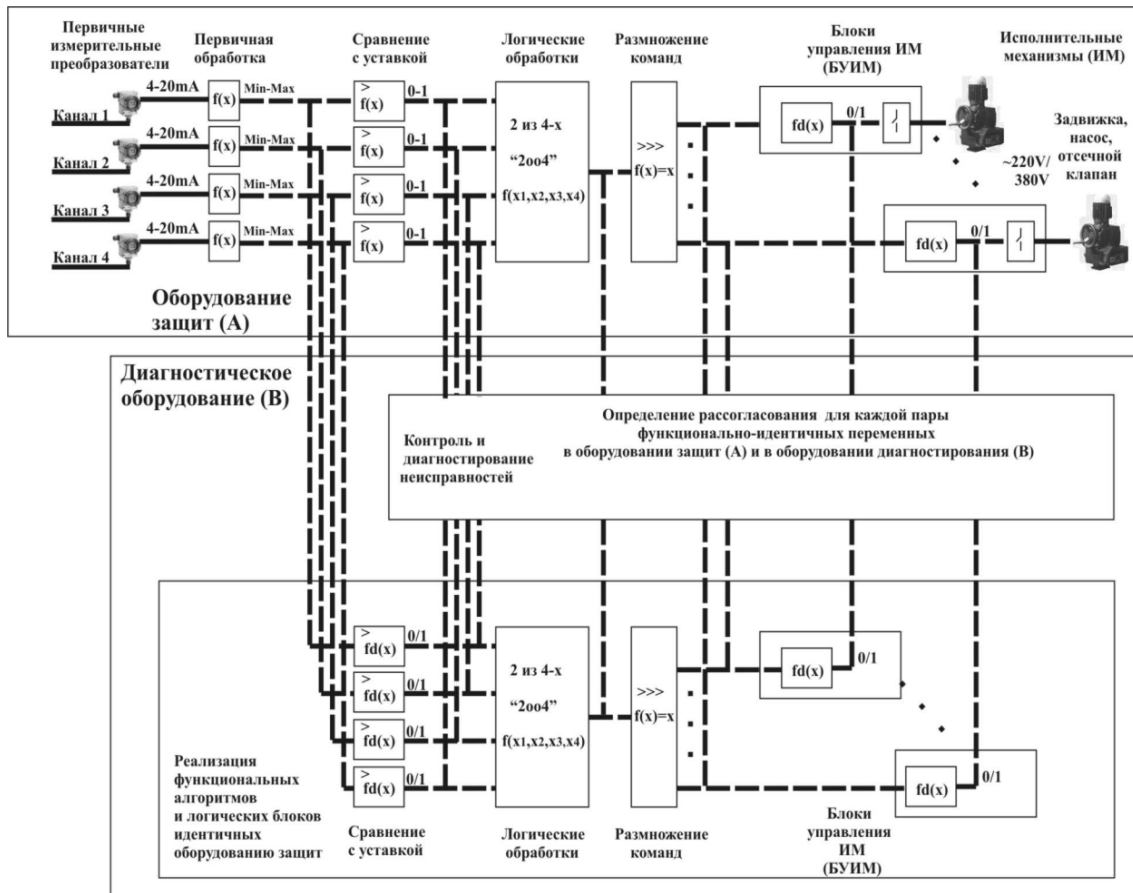 Первичные
измерительные
преобразователи
Первичная
обработка
Сравнение
с уставкой
Логические
обработки
Размножение
команд
Блоки
управления ИМ
(БУИМ)
Исполнительные
механизмы (ИМ)
4-20mA
f(x)
Min-Max
>
f(x)
0-1
Канал 1
4-20mA
f(x)
Min-Max
>
f(x)
0-1
Канал 2
4-20mA
f(x)
Min-Max
>
f(x)
0-1
Канал 3
4-20mA
f(x)
Min-Max
>
f(x)
0-1
Канал 4
2 из 4-х
“2oo4”
f(x1,x2,x3,x4)
>>>
f(x)=x
fd(x)
0/1
fd(x)
0/1
~220V/
380V
Задвижка,
насос,
отсечной
клапан
Оборудование
защит (А)
Диагностическое
оборудование (В)
Контроль и
диагностирование
неисправностей
Определение рассогласования для каждой пары
функционально-идентичных переменных
в оборудовании защит (А) и в оборудовании диагностирования (В)
>
fd(x)
0/1
>
fd(x)
0/1
>
fd(x)
0/1
>
fd(x)
0/1
2 из 4-х
“2oo4”
f(x1,x2,x3,x4)
>>>
f(x)=x
fd(x)
0/1
fd(x)
0/1
Реализация
функциональных
алгоритмов
и логических блоков
идентичных
оборудованию защит
Сравнение
с уставкой
Логические
обработки
Размножение
команд
Блоки
управления
ИМ
(БУИМ)